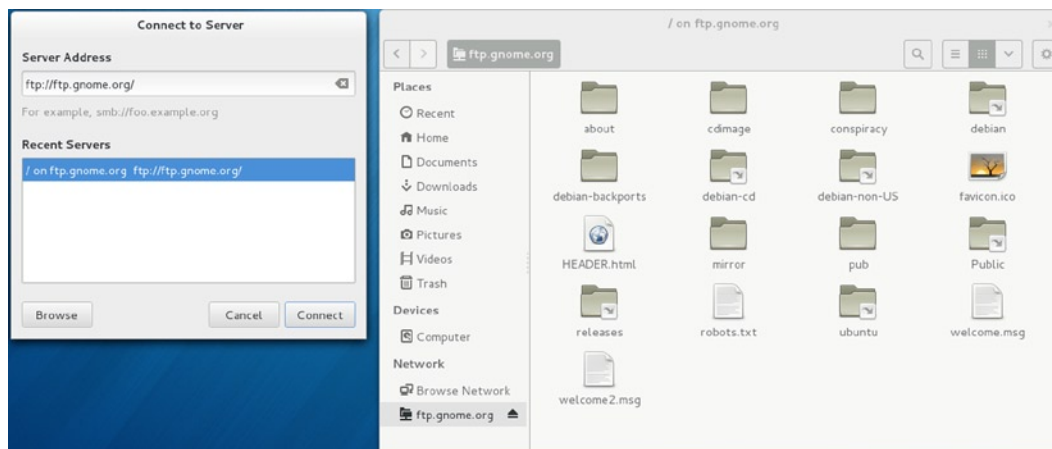 Connect to Server
Server Address
ftp://ftp.gnome.org/
For example, smb://foo.example.org
Recent Servers
/ on ftp.gnome.org ftp://ftp.gnome.org/
Browse
Cancel
Connect
/ on ftp.gnome.org
ftp.gnome.org
Places
Recent
Home
Documents
Downloads
Music
Pictures
Videos
Trash
Devices
Computer
Network
Browse Network
ftp.gnome.org
about
cdimage
conspiracy
debian
debian-backports
debian-cd
debian-non-US
favicon.ico
HEADER.html
mirror
pub
Public
releases
robots.txt
ubuntu
welcome.msg
welcome2.msg